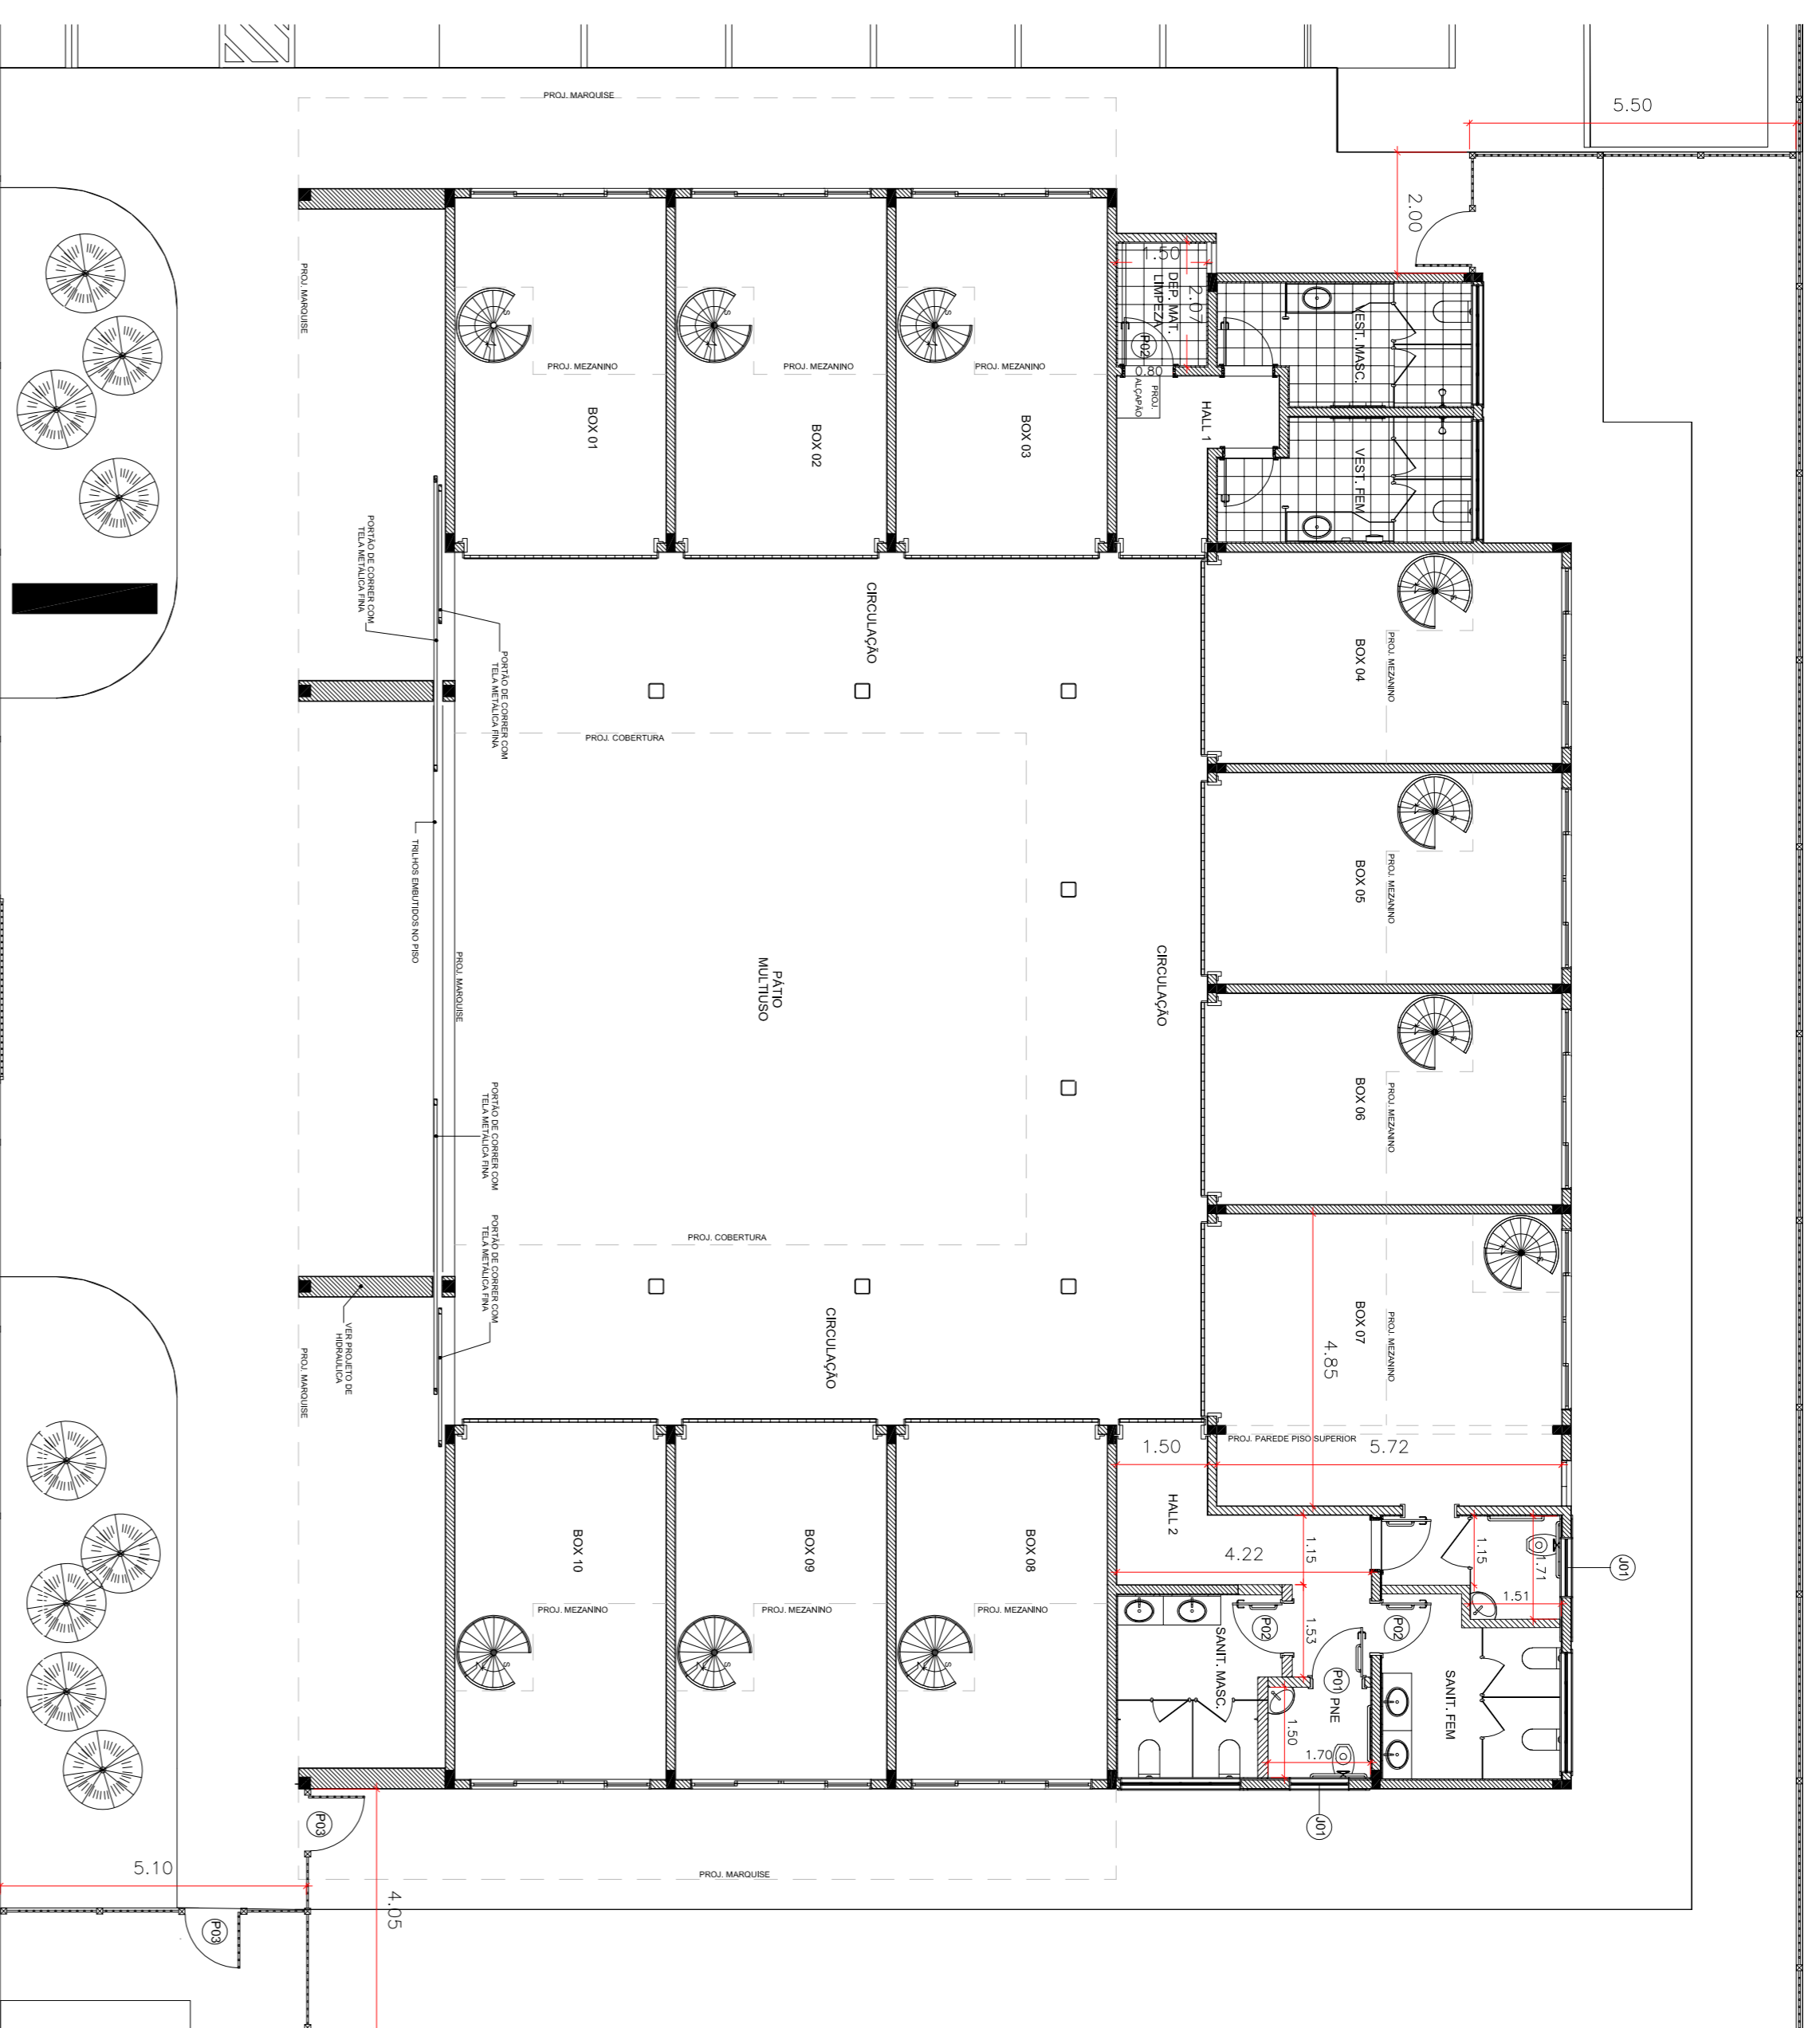 PROJ. MARQUISE
5.50
2.00
PROJ. MARQUISE
1.50
DEP. MAT.
LIMPEZA
2.07
P02
0.80
PROJ.
ALÇAPÃO
HALL 1
VEST. MASC.
VEST. FEM
S
S
S
PROJ. MEZANINO
PROJ. MEZANINO
PROJ. MEZANINO
BOX 01
BOX 02
BOX 03
PORTÃO DE CORRER COM
TELA METÁLICA FINA
CIRCULAÇÃO
PORTÃO DE CORRER COM
TELA METÁLICA FINA
S
BOX 04
PROJ. MEZANINO
PROJ. COBERTURA
S
BOX 05
PROJ. MEZANINO
TRILHOS EMBUTIDOS NO PISO
PROJ. MARQUISE
PÁTIO
MULTIUSO
CIRCULAÇÃO
S
BOX 06
PROJ. MEZANINO
PORTÃO DE CORRER COM
TELA METÁLICA FINA
PORTÃO DE CORRER COM
TELA METÁLICA FINA
PROJ. COBERTURA
S
BOX 07
PROJ. MEZANINO
4.85
CIRCULAÇÃO
VER PROJETO DE
HIDRAULICA
PROJ. MARQUISE
PROJ. PAREDE PISO SUPERIOR
1.50
5.72
HALL 2
4.22
1.15
1.15
1.71
1.51
J01
BOX 10
BOX 09
BOX 08
PROJ. MEZANINO
PROJ. MEZANINO
PROJ. MEZANINO
S
S
S
SANIT. MASC.
P02
1.53
P02
P01
PNE
1.50
1.70
SANIT. FEM
J01
P03
PROJ. MARQUISE
5.10
4.05
P03